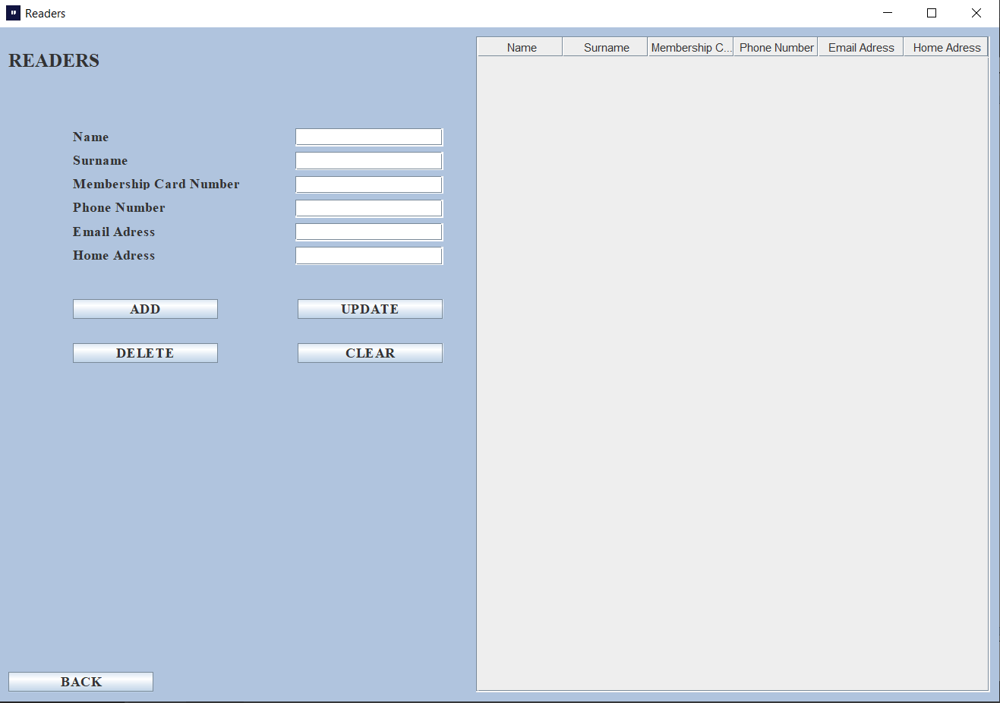 Readers
READERS
Name
Surname
Membership Card Number
Phone Number
Email Adress
Home Adress
ADD UPDATE
DELETE CLEAR
BACK
Name Surname Membership C... Phone Number Email Adress Home Adress